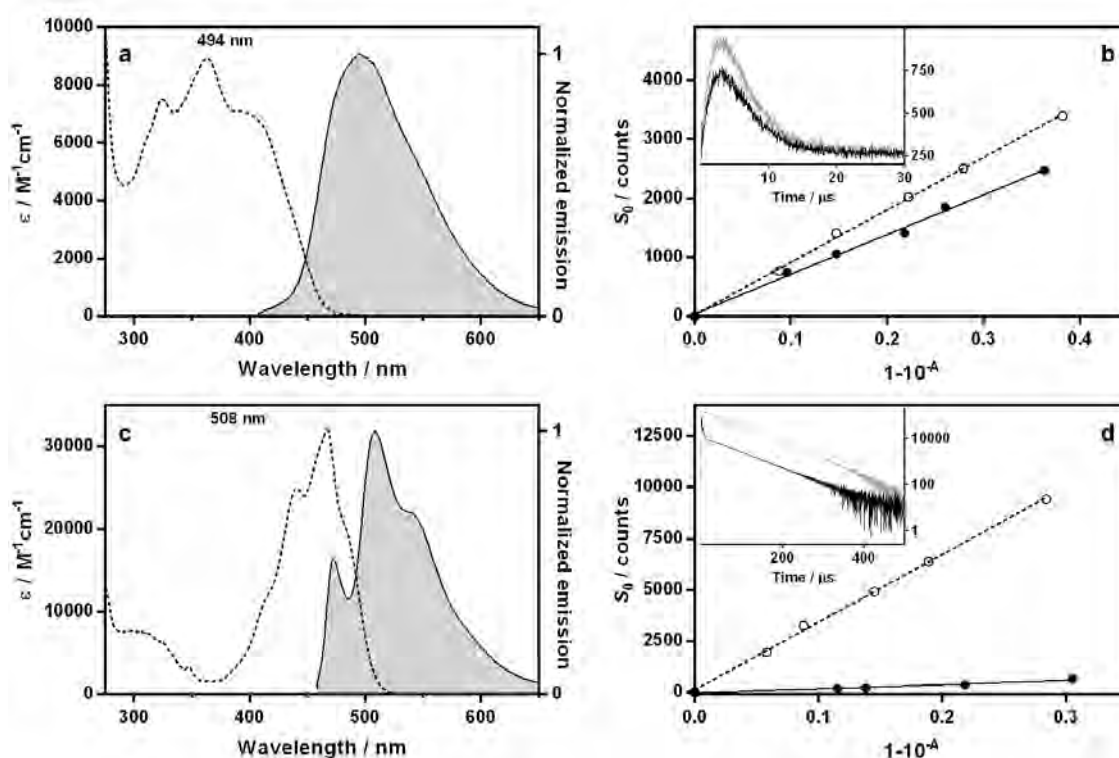 a
494 nm
10000
8000
6000
4000
2000
0
ε / M⁻¹cm⁻¹
300
400
500
600
Wavelength / nm
1
0
Normalized emission
b
4000
3000
2000
1000
0
S₀ / counts
0.0
0.1
0.2
0.3
0.4
1-10⁻ᴬ
750
500
250
10
20
30
Time / µs
c
508 nm
30000
20000
10000
0
ε / M⁻¹cm⁻¹
300
400
500
600
Wavelength / nm
1
0
Normalized emission
d
12500
10000
7500
5000
2500
0
S₀ / counts
0.0
0.1
0.2
0.3
1-10⁻ᴬ
10000
100
1
200
400
Time / µs